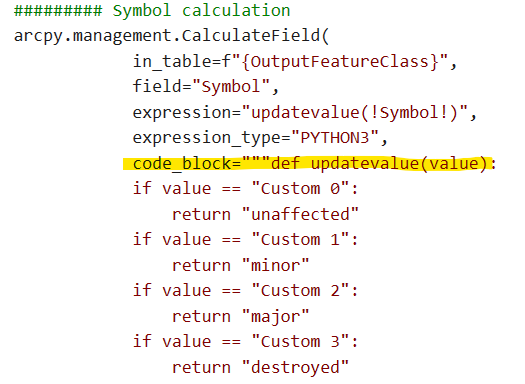 ######### Symbol calculation
arcpy.management.CalculateField(
            in_table=f"{OutputFeatureClass}",
            field="Symbol",
            expression="updatevalue(!Symbol!)",
            expression_type="PYTHON3",
            code_block="""def updatevalue(value):
            if value == "Custom 0":
                return "unaffected"
            if value == "Custom 1":
                return "minor"
            if value == "Custom 2":
                return "major"
            if value == "Custom 3":
                return "destroyed"